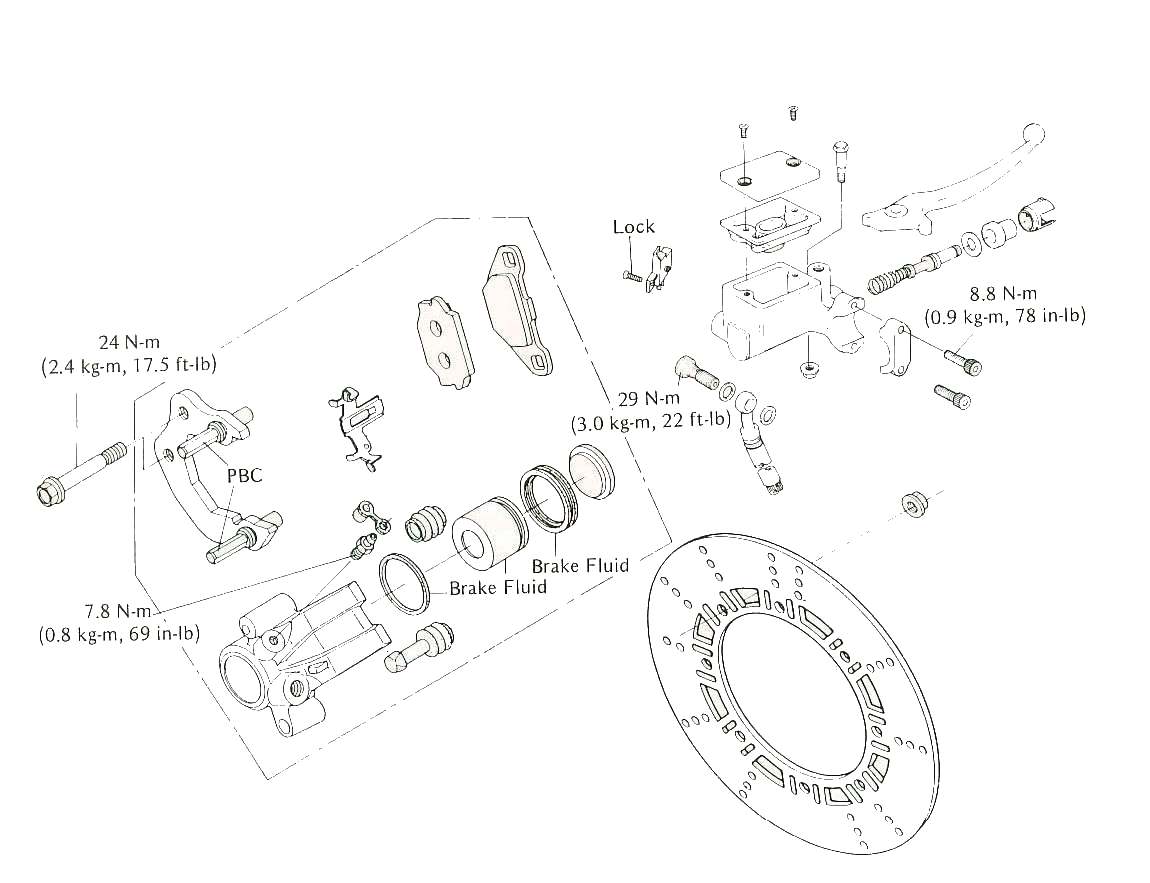 Lock
8.8 N-m
(0.9 kg-m, 78 in-lb)
24 N-m
(2.4 kg-m, 17.5 ft-lb)
29 N-m
(3.0 kg-m, 22 ft-lb)
PBC
Brake Fluid
Brake Fluid
7.8 N-m
(0.8 kg-m, 69 in-lb)